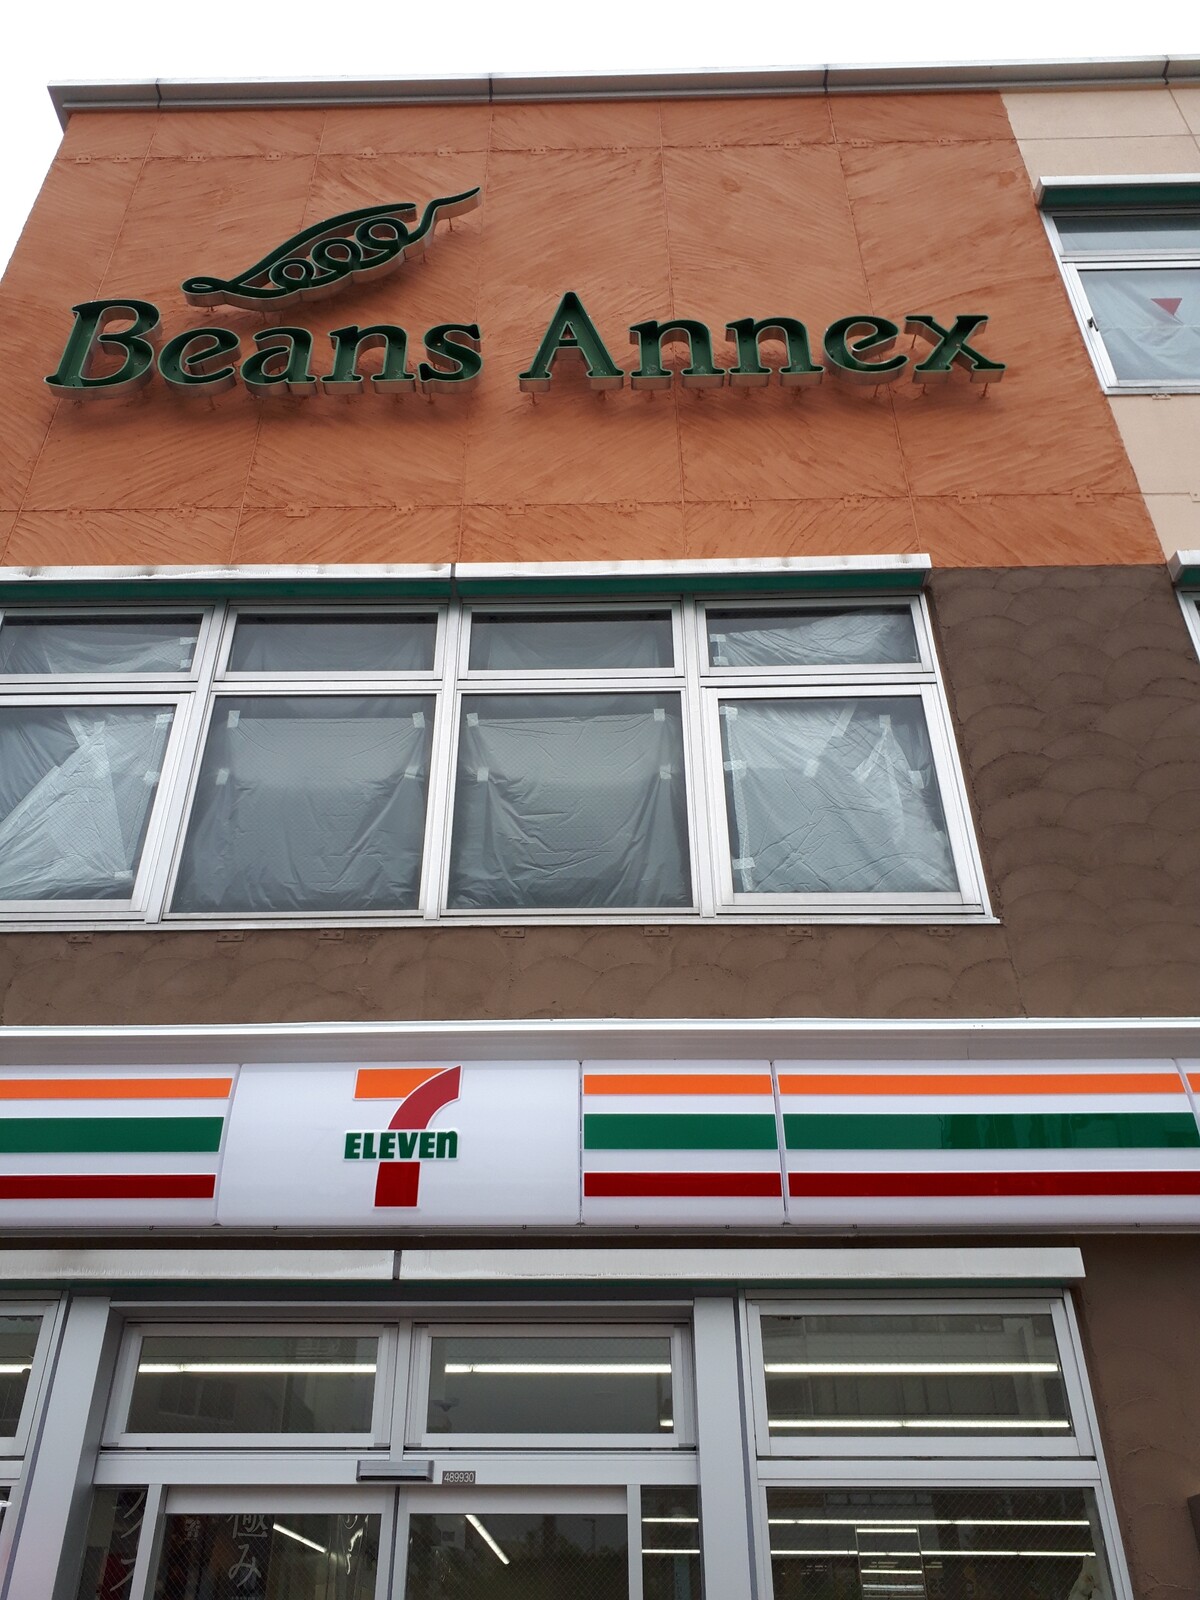 Beans Annex
7
ELEVEn
489930
極み